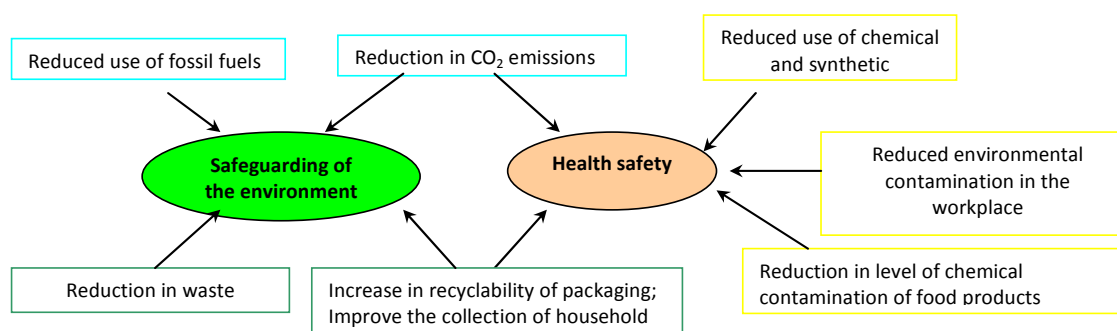 Reduced use of fossil fuels
Reduction in CO₂ emissions
Reduced use of chemical
and synthetic
Safeguarding of
the environment
Health safety
Reduced environmental
contamination in the
workplace
Reduction in waste
Increase in recyclability of packaging;
Improve the collection of household
Reduction in level of chemical
contamination of food products